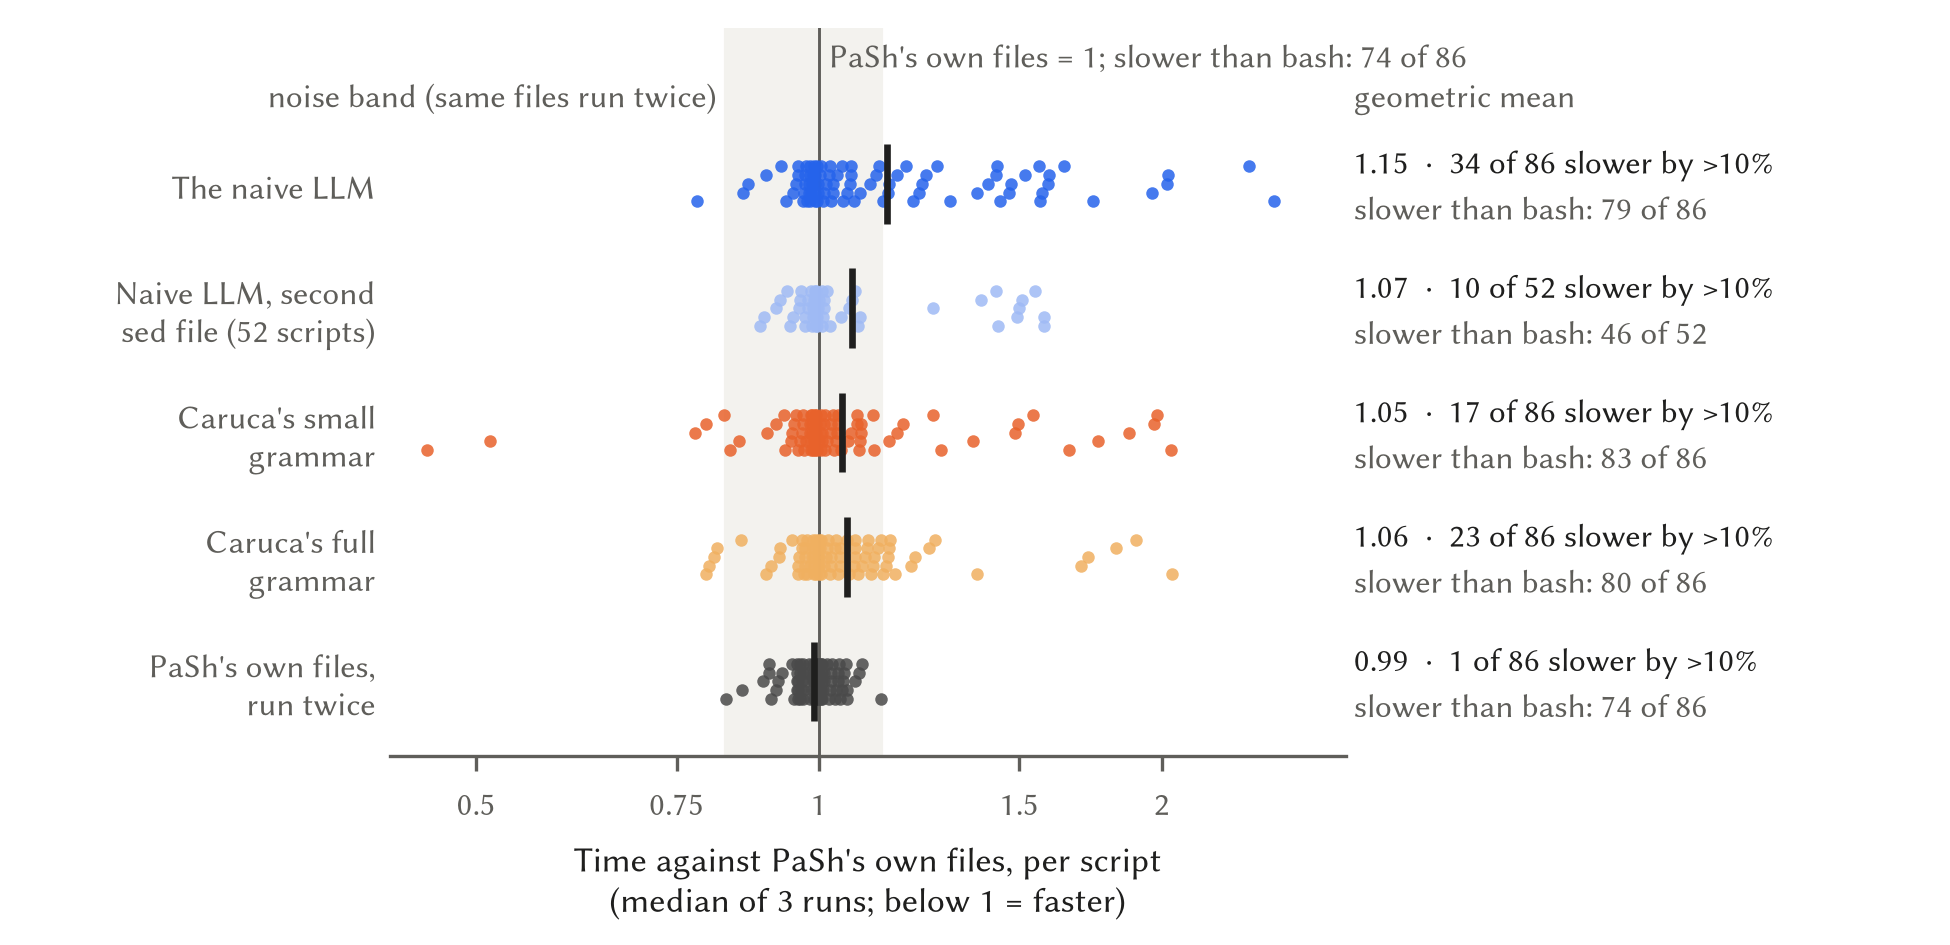 PaSh's own files = 1; slower than bash: 74 of 86
noise band (same files run twice)
geometric mean
The naive LLM
1.15 · 34 of 86 slower by >10%
slower than bash: 79 of 86
Naive LLM, second
sed file (52 scripts)
1.07 · 10 of 52 slower by >10%
slower than bash: 46 of 52
Caruca's small
grammar
1.05 · 17 of 86 slower by >10%
slower than bash: 83 of 86
Caruca's full
grammar
1.06 · 23 of 86 slower by >10%
slower than bash: 80 of 86
PaSh's own files,
run twice
0.99 · 1 of 86 slower by >10%
slower than bash: 74 of 86
0.5 0.75 1 1.5 2
Time against PaSh's own files, per script
(median of 3 runs; below 1 = faster)